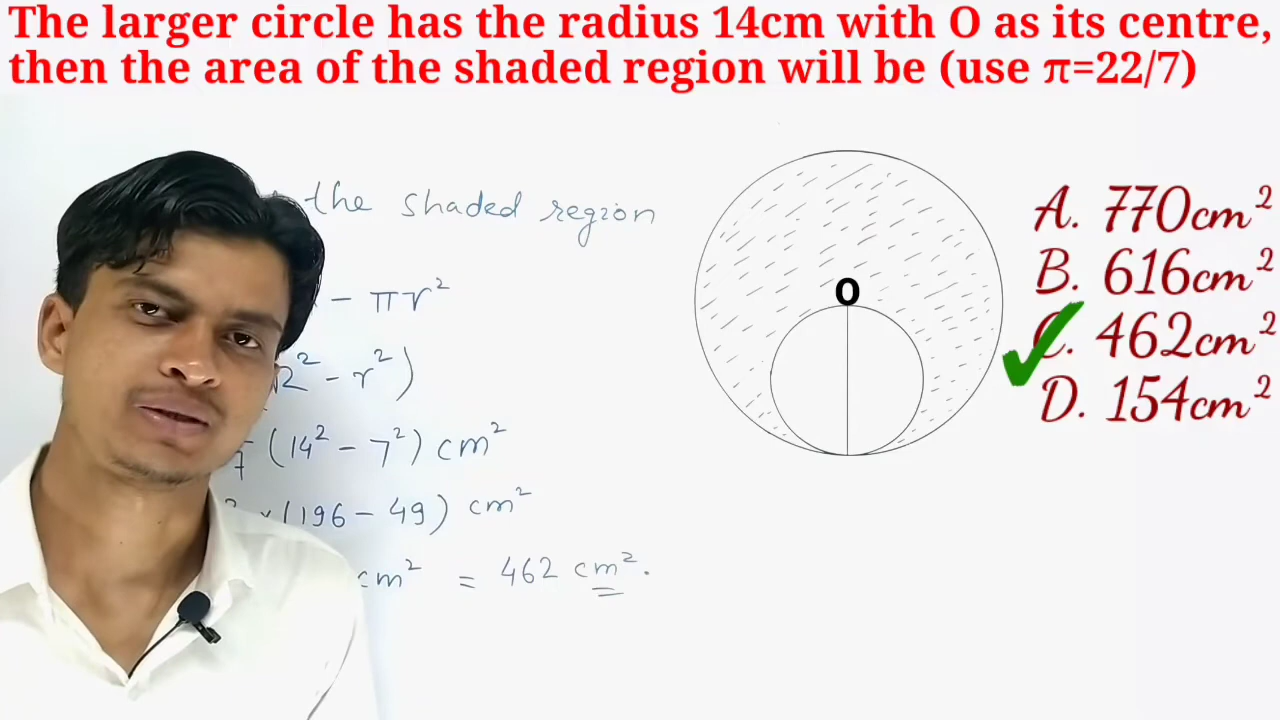 The larger circle has the radius 14cm with O as its centre,
then the area of the shaded region will be (use π=22/7)
the shaded region
- πr²
² - r²)
7 (14² - 7²) cm²
×(196 - 49) cm²
cm² = 462 cm².
O
A. 770cm²
B. 616cm²
C. 462cm²
D. 154cm²